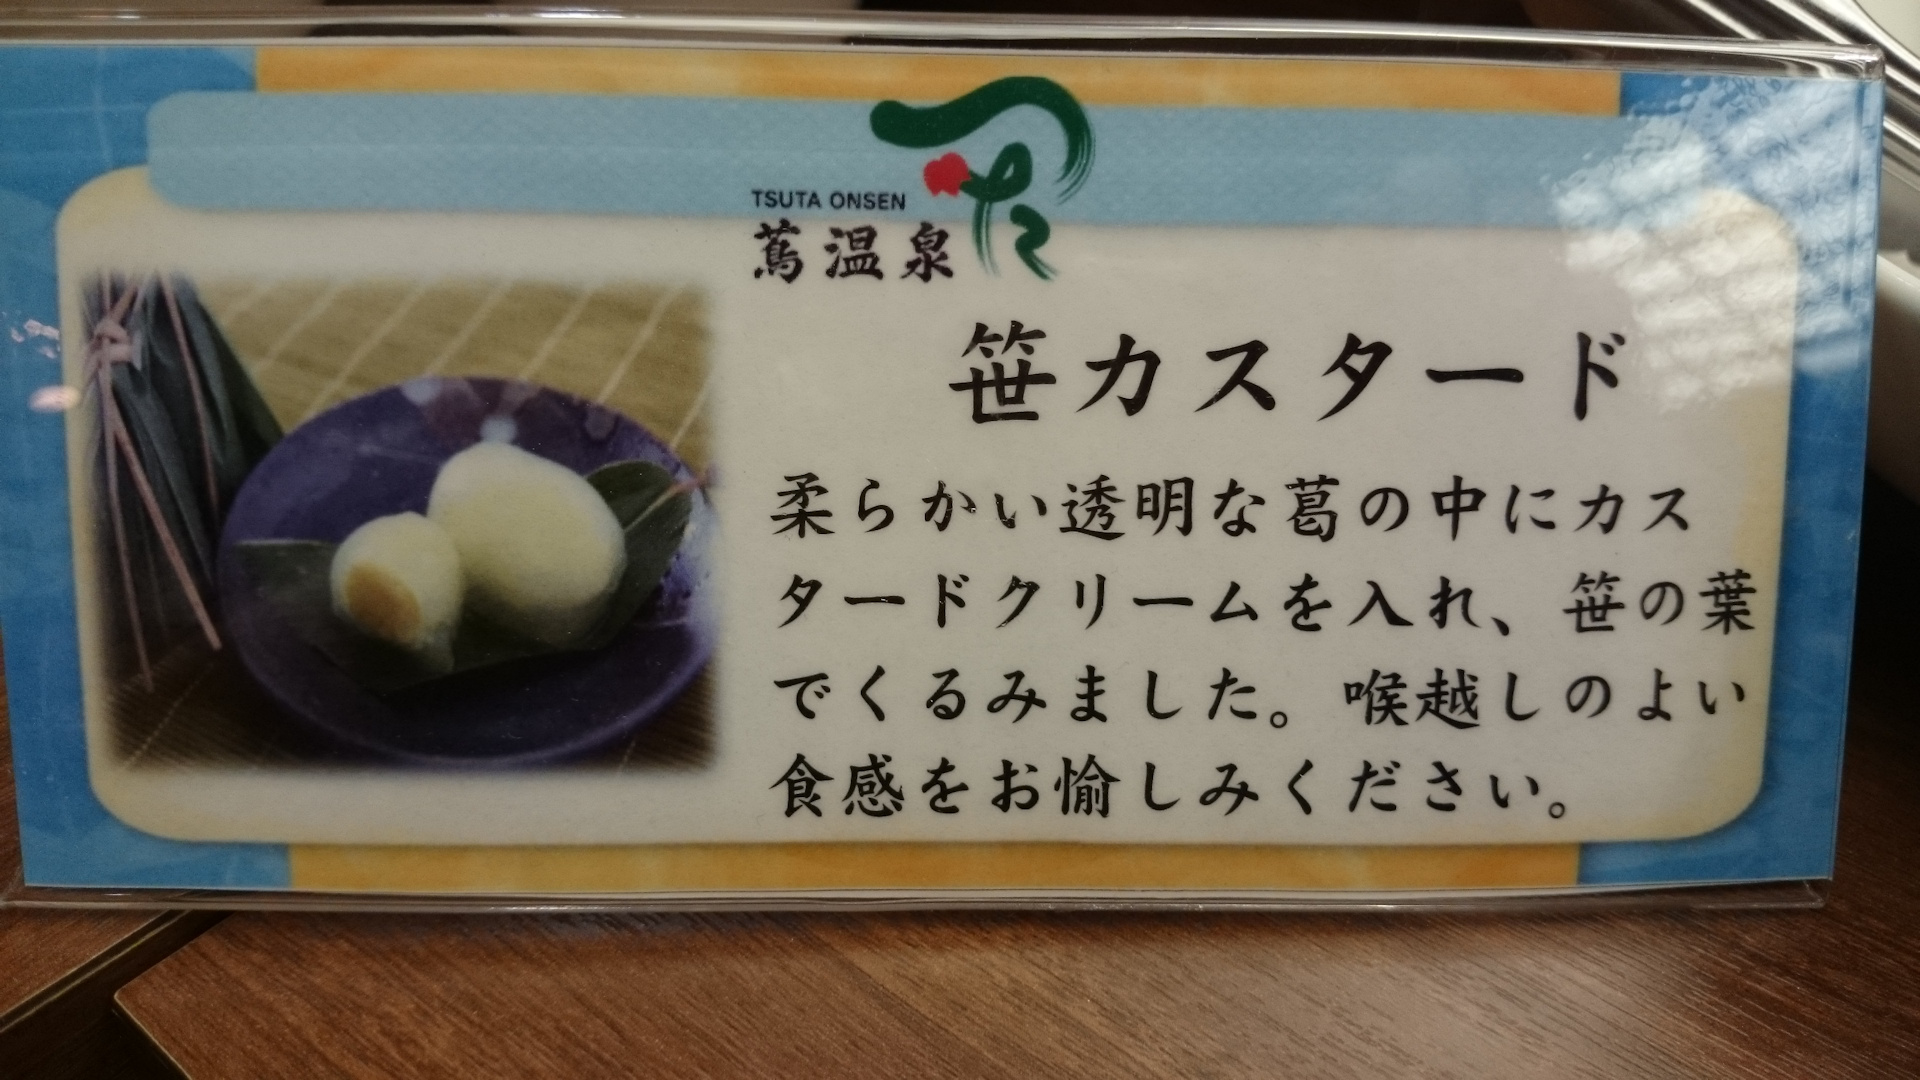 TSUTA ONSEN
蔦温泉
つた
笹カスタード
柔らかい透明な葛の中にカス
タードクリームを入れ、笹の葉
でくるみました。喉越しのよい
食感をお愉しみください。